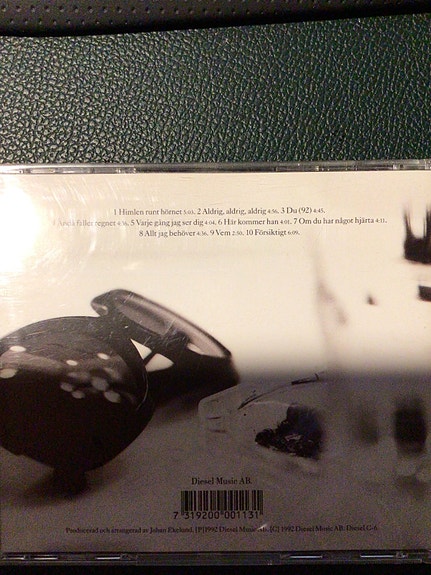 1 Himlen runt hörnet 5:03. 2 Aldrig, aldrig, aldrig 4:56. 3 Du (92) 4:45.
4 Ändå faller regnet 4:36. 5 Varje gång jag ser dig 4:04. 6 Här kommer han 4:01. 7 Om du har något hjärta 4:11.
8 Allt jag behöver 4:36. 9 Vem 2:50. 10 Försiktigt 6:09.
Diesel Music AB.
7 319200 001131
Producerad och arrangerad av Johan Ekelund. [P]1992 Diesel Music AB. [C] 1992 Diesel Music AB. Diesel C-6.